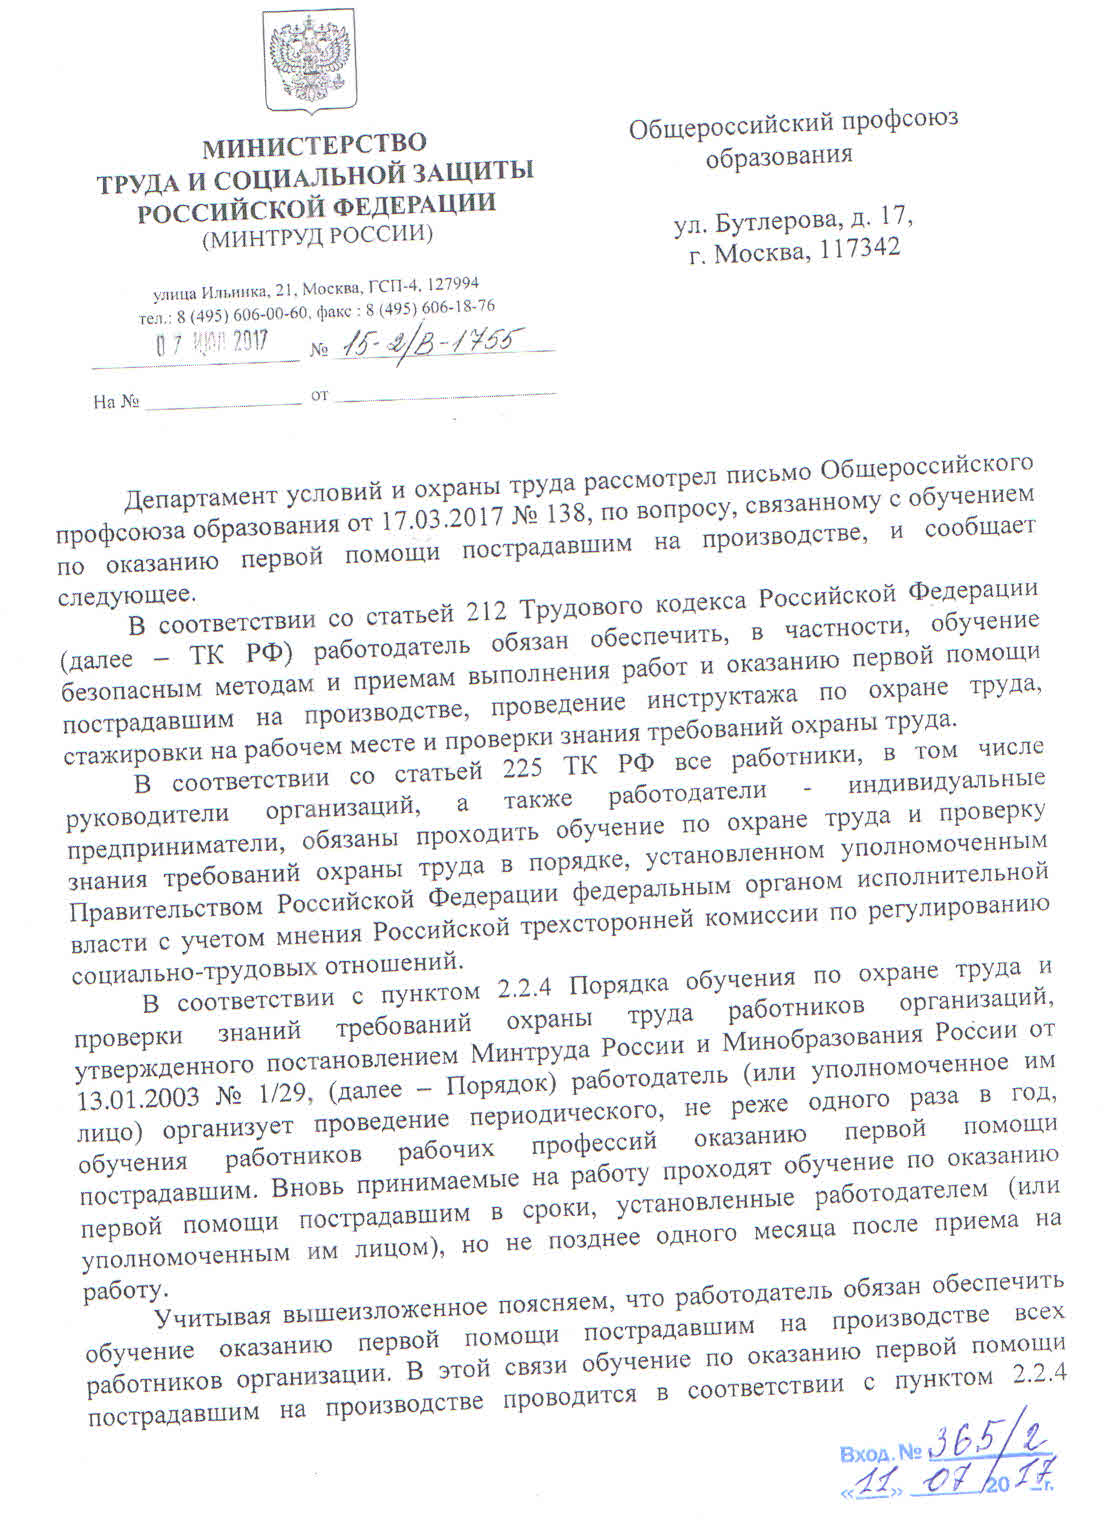 МИНИСТЕРСТВО
ТРУДА И СОЦИАЛЬНОЙ ЗАЩИТЫ
РОССИЙСКОЙ ФЕДЕРАЦИИ
(МИНТРУД РОССИИ)
улица Ильинка, 21, Москва, ГСП-4, 127994
тел.: 8 (495) 606-00-60, факс : 8 (495) 606-18-76
07 ИЮЛ 2017 № 15-2/В-1755
На № от
Общероссийский профсоюз
образования
ул. Бутлерова, д. 17,
г. Москва, 117342
Департамент условий и охраны труда рассмотрел письмо Общероссийского
профсоюза образования от 17.03.2017 № 138, по вопросу, связанному с обучением
по оказанию первой помощи пострадавшим на производстве, и сообщает
следующее.
В соответствии со статьей 212 Трудового кодекса Российской Федерации
(далее – ТК РФ) работодатель обязан обеспечить, в частности, обучение
безопасным методам и приемам выполнения работ и оказанию первой помощи
пострадавшим на производстве, проведение инструктажа по охране труда,
стажировки на рабочем месте и проверки знания требований охраны труда.
В соответствии со статьей 225 ТК РФ все работники, в том числе
руководители организаций, а также работодатели - индивидуальные
предприниматели, обязаны проходить обучение по охране труда и проверку
знания требований охраны труда в порядке, установленном уполномоченным
Правительством Российской Федерации федеральным органом исполнительной
власти с учетом мнения Российской трехсторонней комиссии по регулированию
социально-трудовых отношений.
В соответствии с пунктом 2.2.4 Порядка обучения по охране труда и
проверки знаний требований охраны труда работников организаций,
утвержденного постановлением Минтруда России и Минобразования России от
13.01.2003 № 1/29, (далее – Порядок) работодатель (или уполномоченное им
лицо) организует проведение периодического, не реже одного раза в год,
обучения работников рабочих профессий оказанию первой помощи
пострадавшим. Вновь принимаемые на работу проходят обучение по оказанию
первой помощи пострадавшим в сроки, установленные работодателем (или
уполномоченным им лицом), но не позднее одного месяца после приема на
работу.
Учитывая вышеизложенное поясняем, что работодатель обязан обеспечить
обучение оказанию первой помощи пострадавшим на производстве всех
работников организации. В этой связи обучение по оказанию первой помощи
пострадавшим на производстве проводится в соответствии с пунктом 2.2.4
Вход. № 365/2
«11» 07 2017 г.